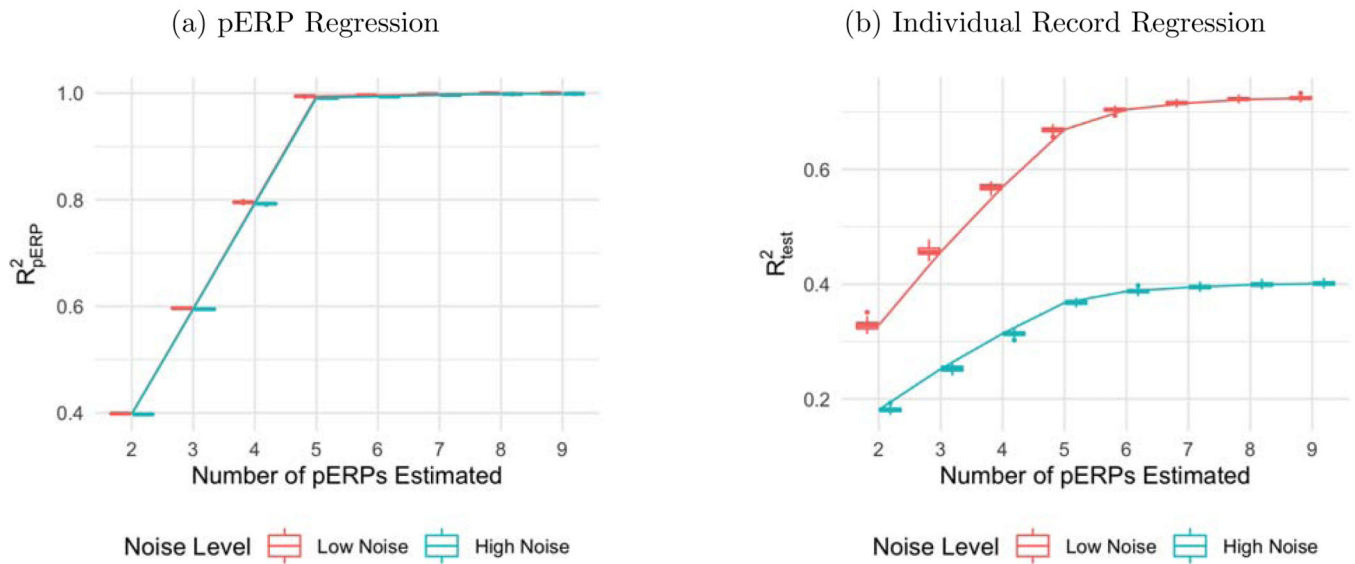 (a) pERP Regression
1.0
0.8
0.6
0.4
R²pERP
2 3 4 5 6 7 8 9
Number of pERPs Estimated
Noise Level Low Noise High Noise
(b) Individual Record Regression
0.6
0.4
0.2
R²test
2 3 4 5 6 7 8 9
Number of pERPs Estimated
Noise Level Low Noise High Noise